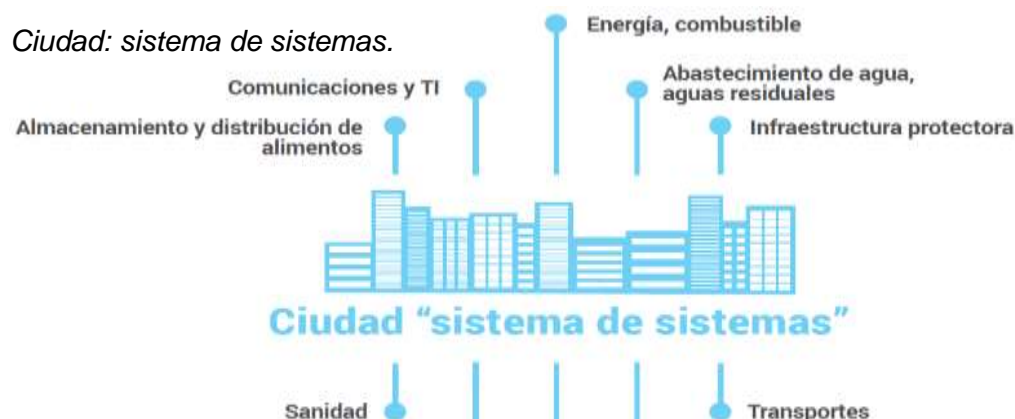 Ciudad: sistema de sistemas.
Energía, combustible
Comunicaciones y TI
Abastecimiento de agua,
aguas residuales
Almacenamiento y distribución de
alimentos
Infraestructura protectora
Ciudad “sistema de sistemas”
Sanidad
Transportes